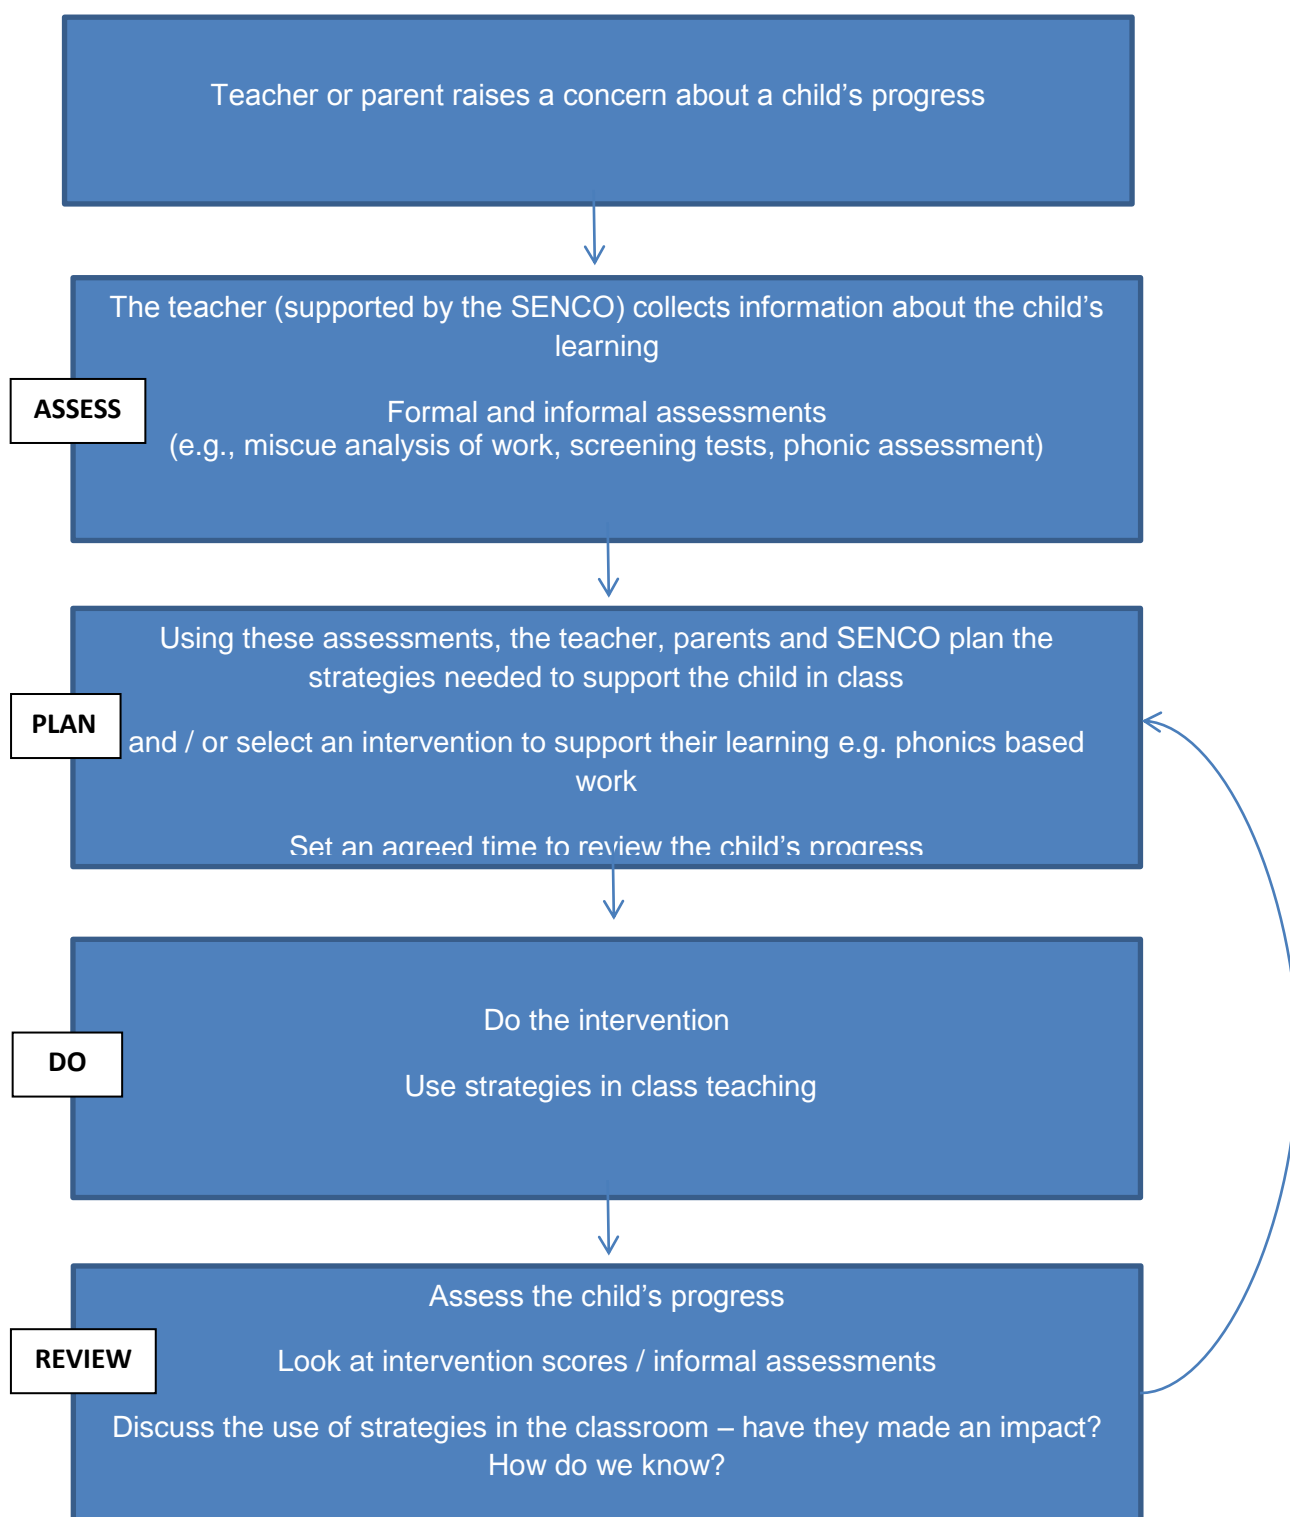 Teacher or parent raises a concern about a child’s progress
The teacher (supported by the SENCO) collects information about the child’s
learning
ASSESS
Formal and informal assessments
(e.g., miscue analysis of work, screening tests, phonic assessment)
Using these assessments, the teacher, parents and SENCO plan the
strategies needed to support the child in class
PLAN
and / or select an intervention to support their learning e.g. phonics based
work
Set an agreed time to review the child’s progress
Do the intervention
DO
Use strategies in class teaching
Assess the child’s progress
REVIEW
Look at intervention scores / informal assessments
Discuss the use of strategies in the classroom – have they made an impact?
How do we know?